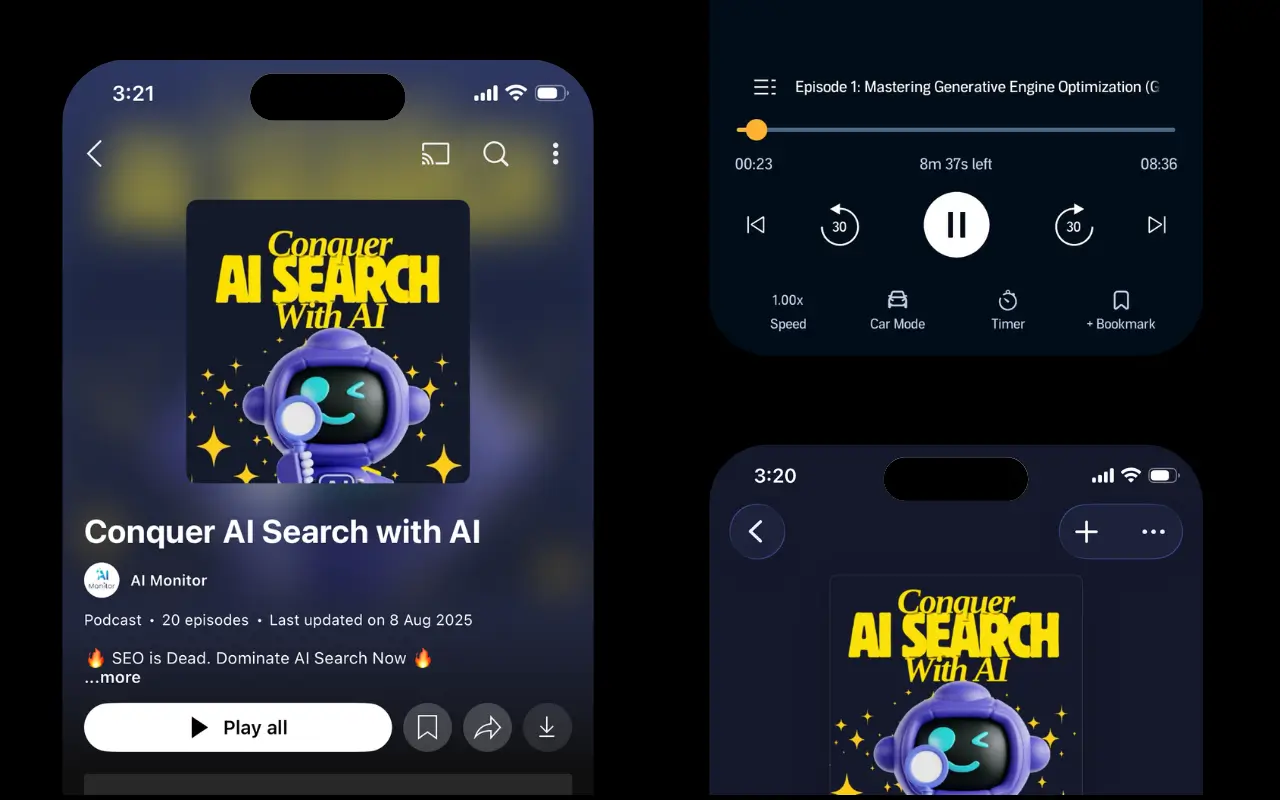 3:21
Conquer
AI SEARCH
With AI
Conquer AI Search with AI
AI
Monitor
AI Monitor
Podcast • 20 episodes • Last updated on 8 Aug 2025
🔥 SEO is Dead. Dominate AI Search Now 🔥
...more
Play all
Episode 1: Mastering Generative Engine Optimization (G
00:23
8m 37s left
08:36
30
30
1.00x
Speed
Car Mode
Timer
+ Bookmark
3:20
Conquer
AI SEARCH
With AI